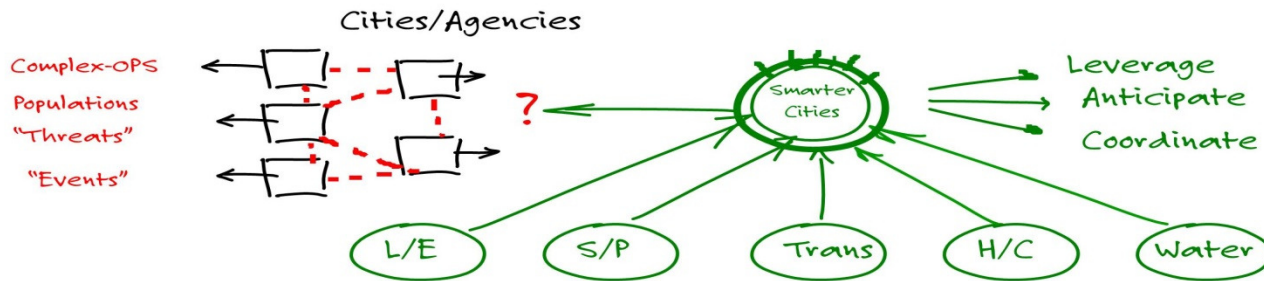 Cities/Agencies
Complex-OPS
Populations
"Threats"
"Events"
?
Smarter
Cities
Leverage
Anticipate
Coordinate
L/E
S/P
Trans
H/C
Water